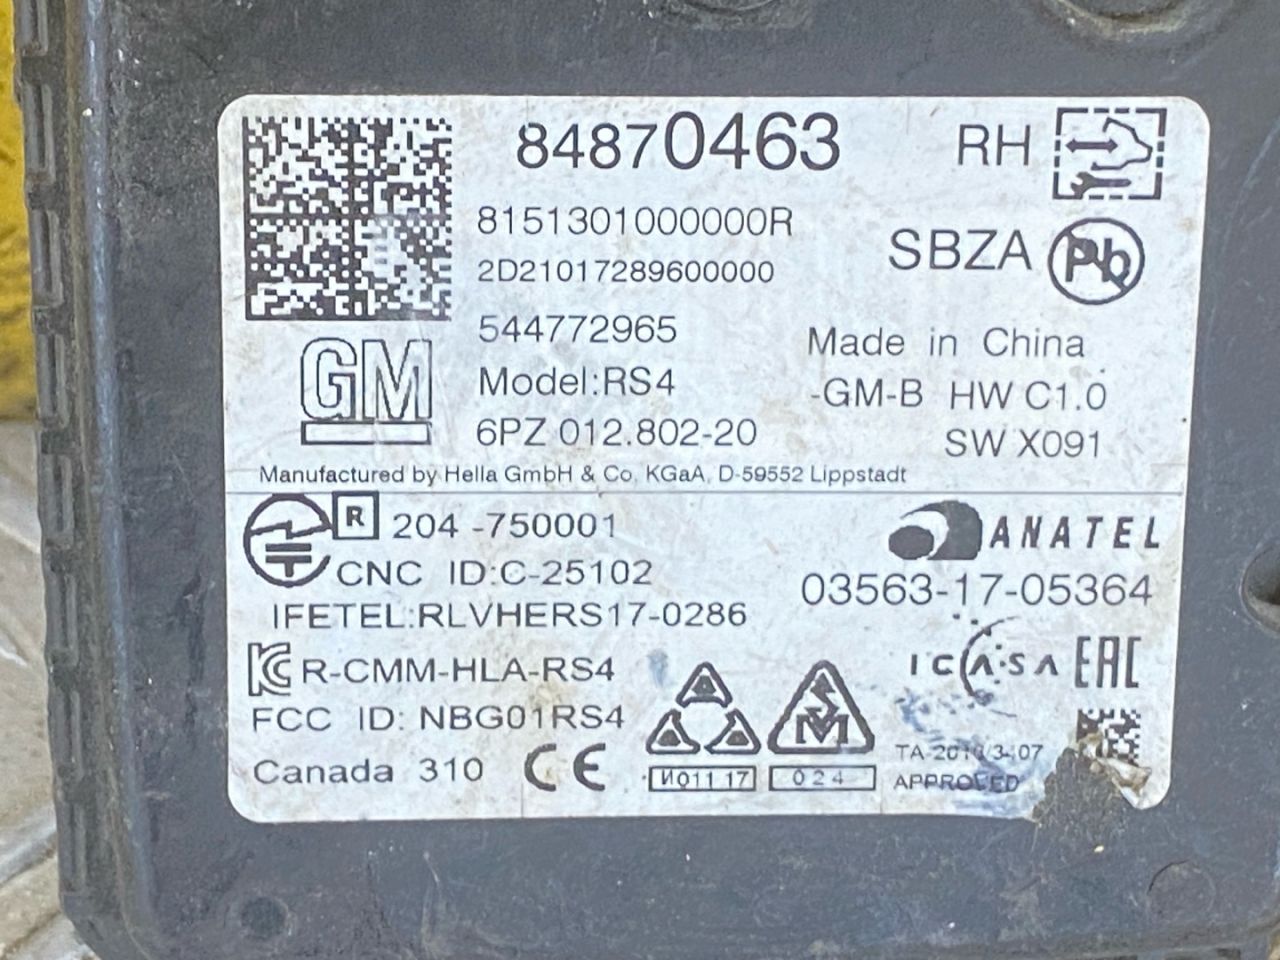 84870463 RH
8151301000000R
SBZA Pb
2D21017289600000
544772965 Made in China
GM Model:RS4 -GM-B HW C1.0
6PZ 012.802-20 SW X091
Manufactured by Hella GmbH & Co. KGaA, D-59552 Lippstadt
R 204-750001 ANATEL
CNC ID:C-25102 03563-17-05364
IFETEL:RLVHERS17-0286
R-CMM-HLA-RS4 ICASA EAC
FCC ID: NBG01RS4
Canada 310 CE И011 17 024 APPROVED